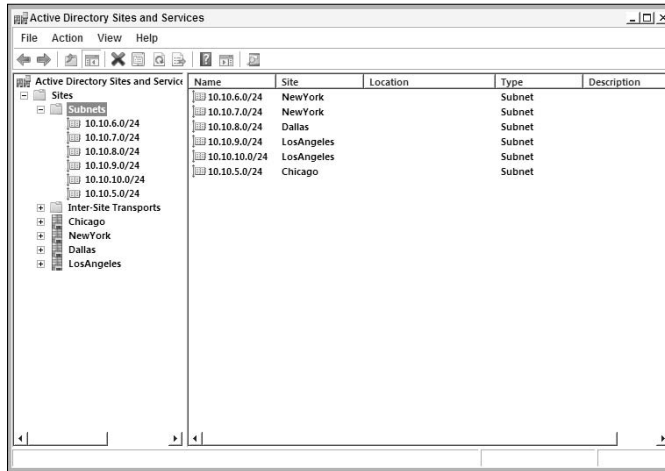 Active Directory Sites and Services
File Action View Help
Active Directory Sites and Service
Sites
Subnets
10.10.6.0/24
10.10.7.0/24
10.10.8.0/24
10.10.9.0/24
10.10.10.0/24
10.10.5.0/24
Inter-Site Transports
Chicago
NewYork
Dallas
LosAngeles
Name Site Location Type Description
10.10.6.0/24 NewYork Subnet
10.10.7.0/24 NewYork Subnet
10.10.8.0/24 Dallas Subnet
10.10.9.0/24 LosAngeles Subnet
10.10.10.0/24 LosAngeles Subnet
10.10.5.0/24 Chicago Subnet